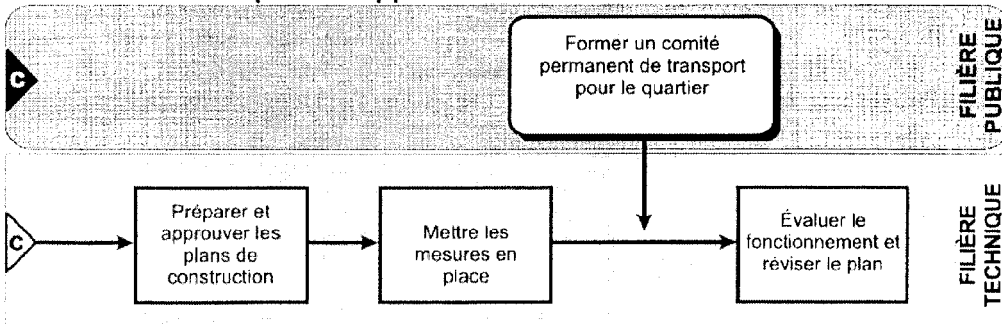 C
Former un comité
permanent de transport
pour le quartier
FILIÈRE
PUBLIQUE
C
Préparer et
approuver les
plans de
construction
Mettre les
mesures en
place
Évaluer le
fonctionnement et
réviser le plan
FILIÈRE
TECHNIQUE